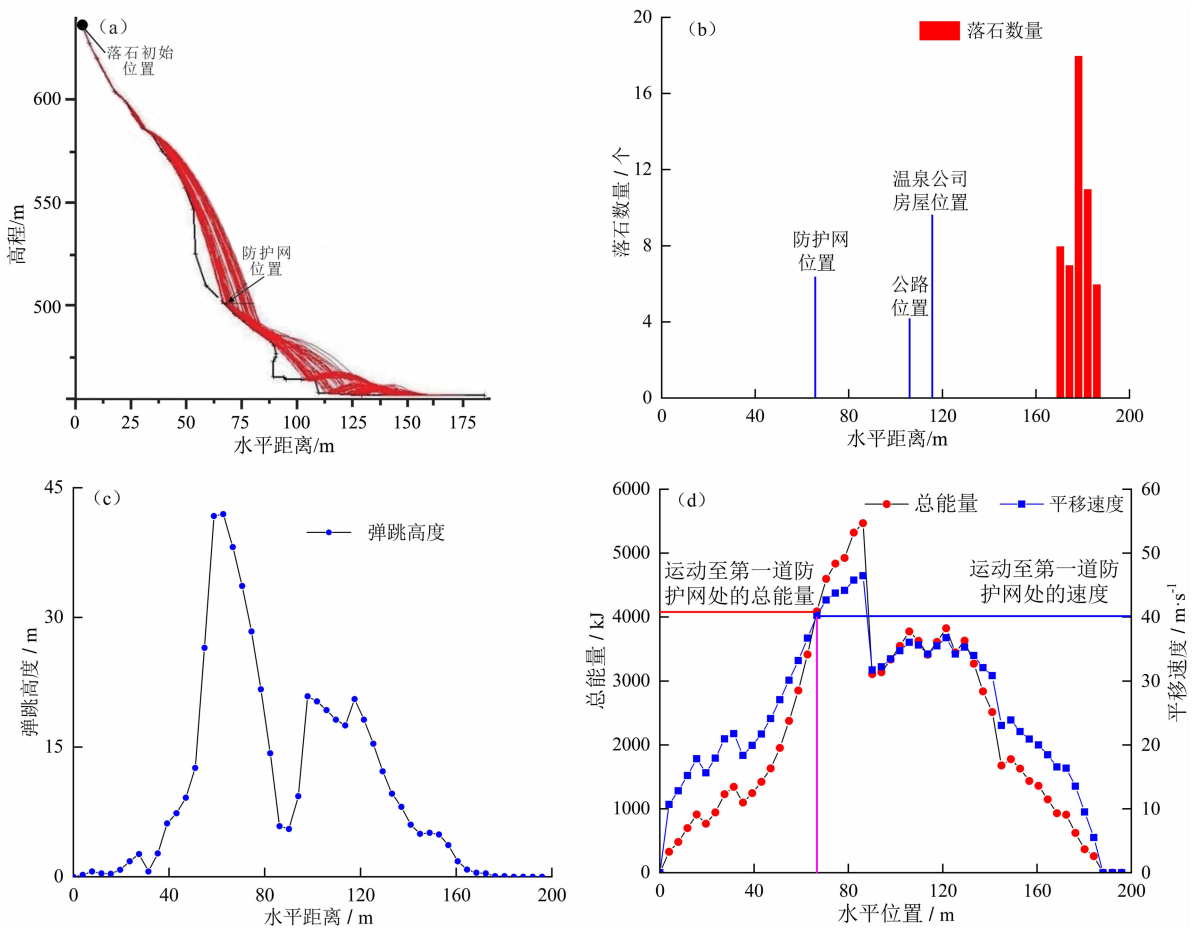 （a）
落石初始
位置
600
550
500
高程/m
防护网
位置
0 25 50 75 100 125 150 175
水平距离/m
（b）
落石数量
20
16
12
8
4
0
落石数量 / 个
防护网
位置
公路
位置
温泉公司
房屋位置
0 40 80 120 160 200
水平距离/m
（c）
弹跳高度
45
30
15
0
弹跳高度 / m
0 40 80 120 160 200
水平距离 / m
（d）
总能量 平移速度
6000
5000
4000
3000
2000
1000
0
总能量 / kJ
运动至第一道防
护网处的总能量
运动至第一道防
护网处的速度
60
50
40
30
20
10
0
平移速度 / m·s-1
0 40 80 120 160 200
水平位置 / m